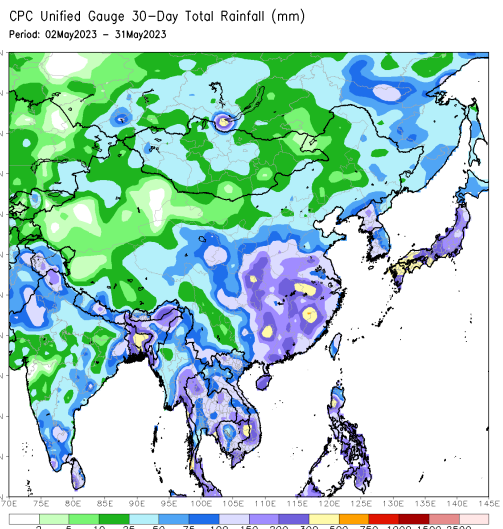 CPC Unified Gauge 30-Day Total Rainfall (mm)
Period: 02May2023 - 31May2023
70E 75E 80E 85E 90E 95E 100E 105E 110E 115E 120E 125E 130E 135E 140E 145E